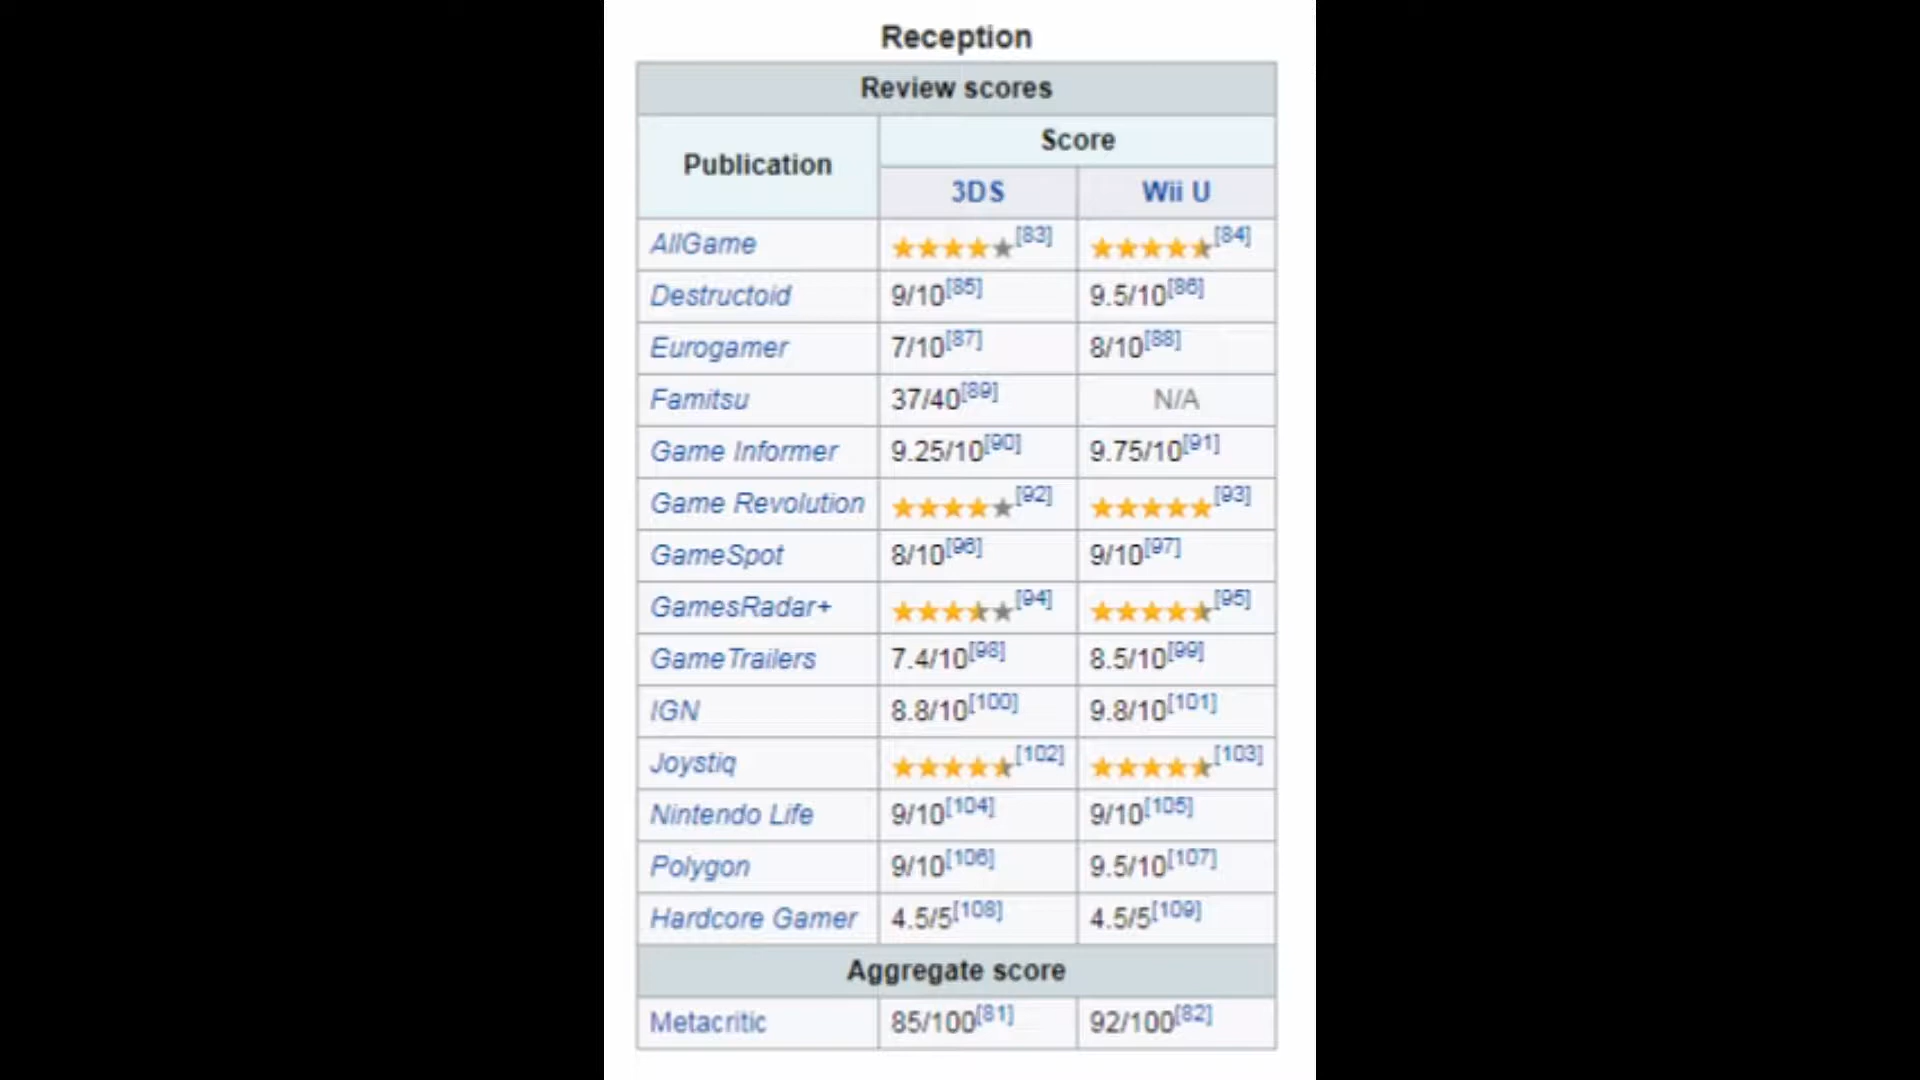 Reception
Review scores
Publication
Score
3DS Wii U
AllGame [83] [84]
Destructoid 9/10[85] 9.5/10[86]
Eurogamer 7/10[87] 8/10[88]
Famitsu 37/40[89] N/A
Game Informer 9.25/10[90] 9.75/10[91]
Game Revolution [92] [93]
GameSpot 8/10[96] 9/10[97]
GamesRadar+ [94] [95]
GameTrailers 7.4/10[98] 8.5/10[99]
IGN 8.8/10[100] 9.8/10[101]
Joystiq [102] [103]
Nintendo Life 9/10[104] 9/10[105]
Polygon 9/10[106] 9.5/10[107]
Hardcore Gamer 4.5/5[108] 4.5/5[109]
Aggregate score
Metacritic 85/100[81] 92/100[82]